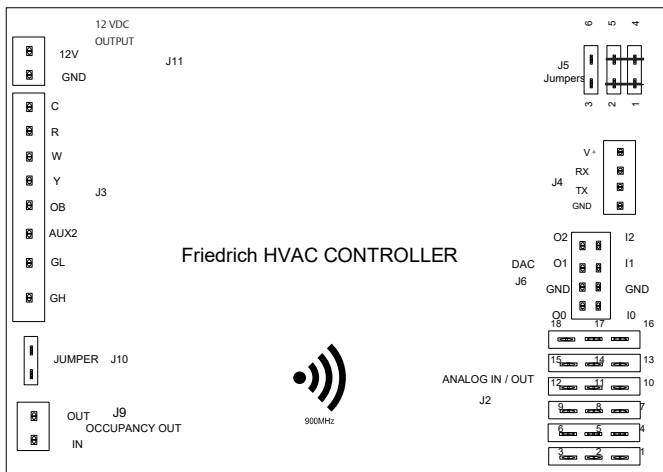 12 VDC
OUTPUT
12V
GND
J11
C
R
W
Y
J3
OB
AUX2
GL
GH
JUMPER J10
OUT J9
OCCUPANCY OUT
IN
Friedrich HVAC CONTROLLER
900MHz
6 5 4
J5
Jumpers
3 2 1
V+
RX
J4
TX
GND
O2 I2
DAC O1 I1
J6
GND GND
O0 I0
18 17 16
15 14 13
ANALOG IN / OUT
12 11 10
J2
9 8 7
6 5 4
3 2 1